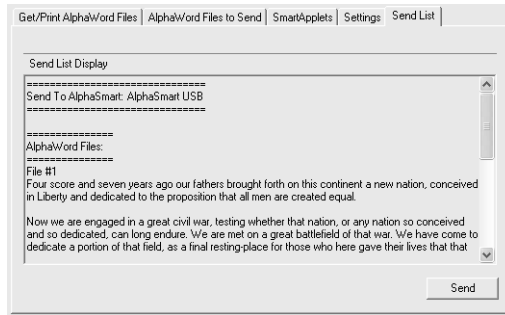 Get/Print AlphaWord Files AlphaWord Files to Send SmartApplets Settings Send List
Send List Display
===============================
Send To AlphaSmart: AlphaSmart USB
===============================
===============
AlphaWord Files:
===============
File #1
Four score and seven years ago our fathers brought forth on this continent a new nation, conceived
in Liberty and dedicated to the proposition that all men are created equal.
Now we are engaged in a great civil war, testing whether that nation, or any nation so conceived
and so dedicated, can long endure. We are met on a great battlefield of that war. We have come to
dedicate a portion of that field, as a final resting-place for those who here gave their lives that that
Send